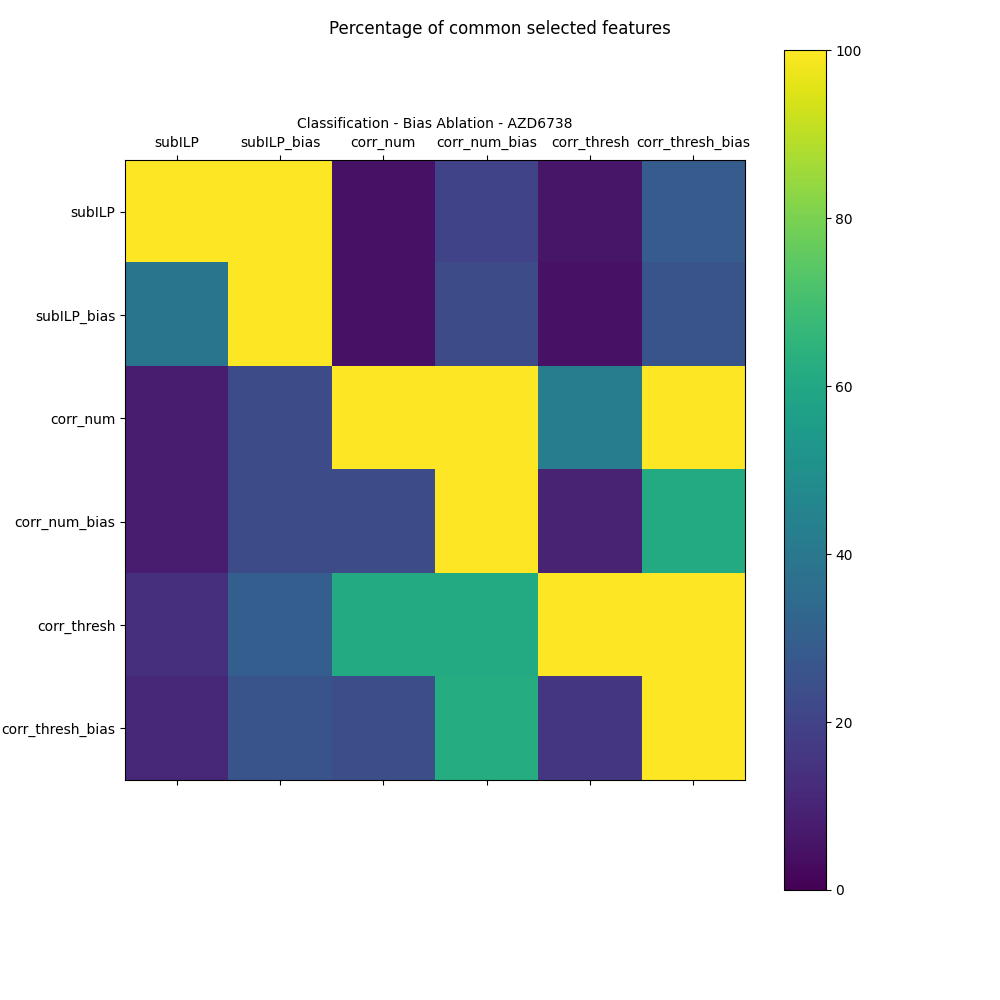 Percentage of common selected features
Classification - Bias Ablation - AZD6738
subILP subILP_bias corr_num corr_num_bias corr_thresh corr_thresh_bias
subILP
subILP_bias
corr_num
corr_num_bias
corr_thresh
corr_thresh_bias
100
80
60
40
20
0